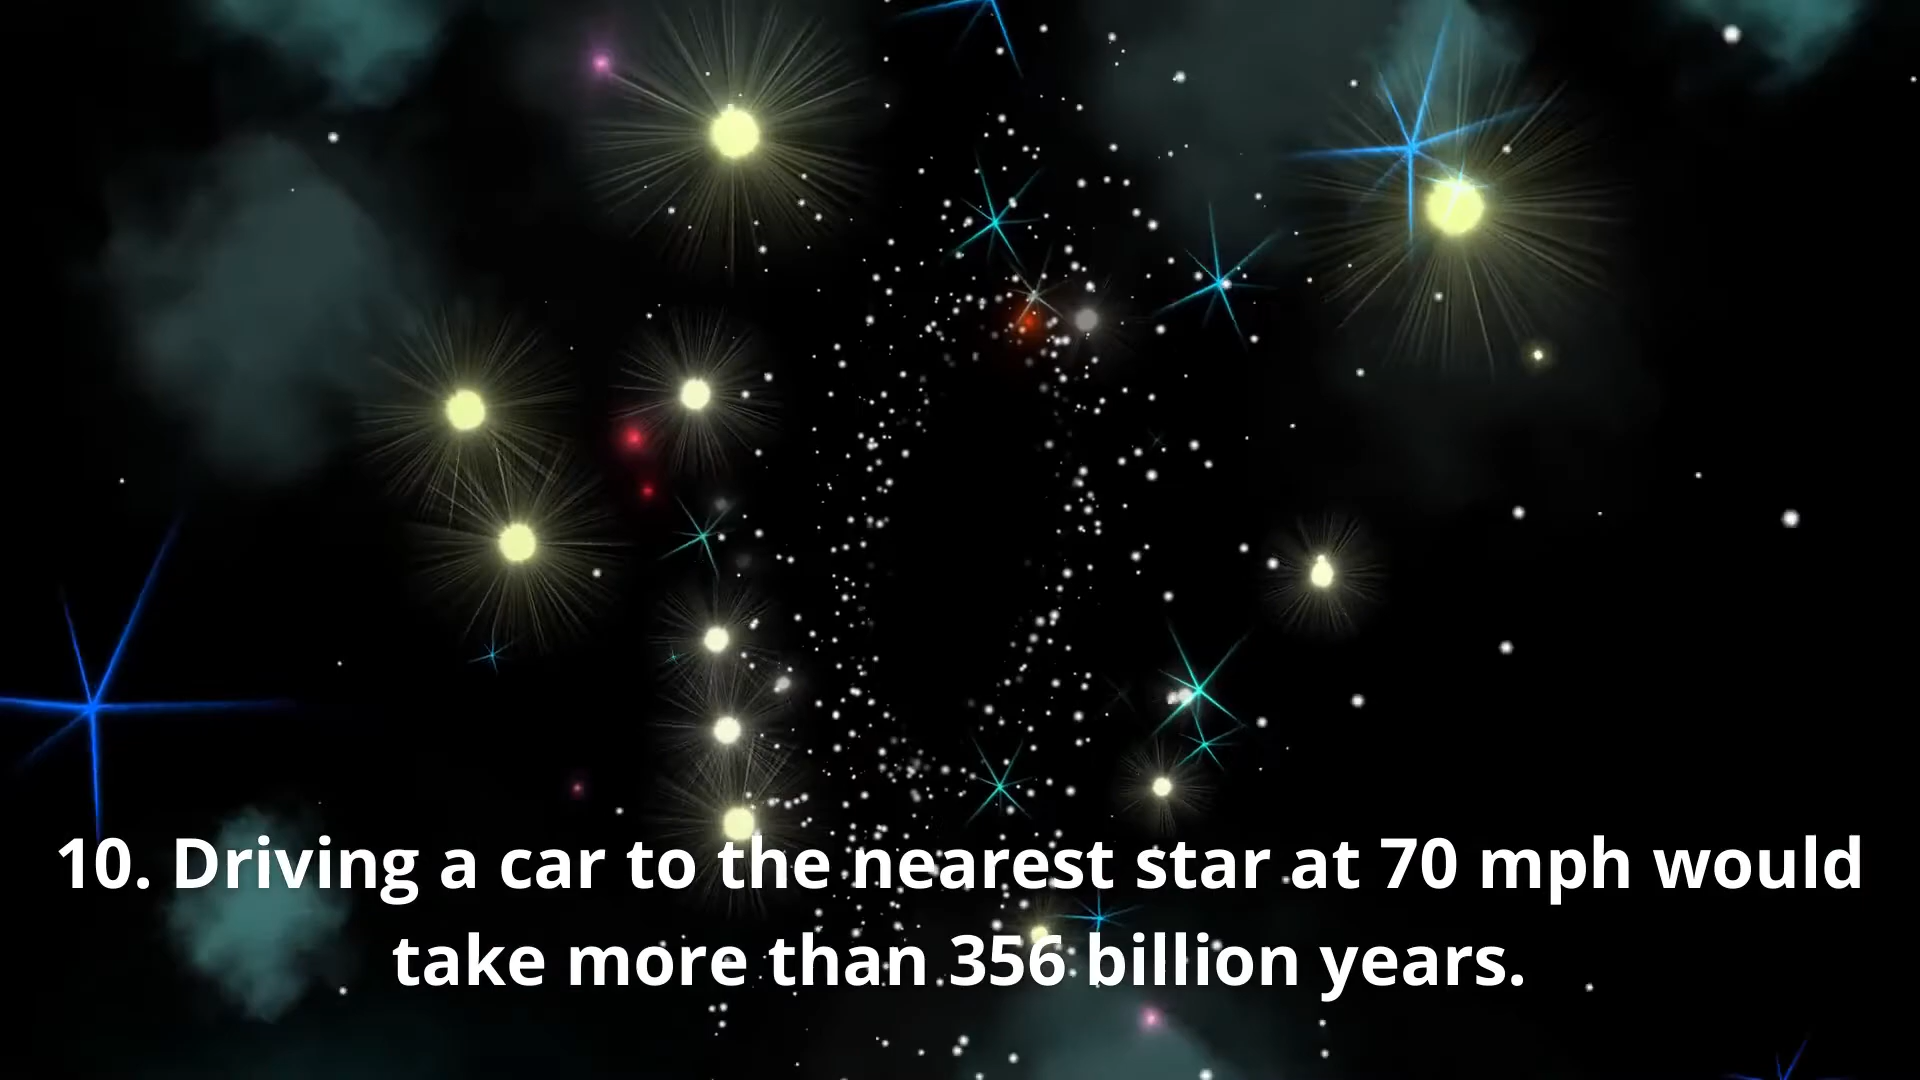 10. Driving a car to the nearest star at 70 mph would
take more than 356 billion years.